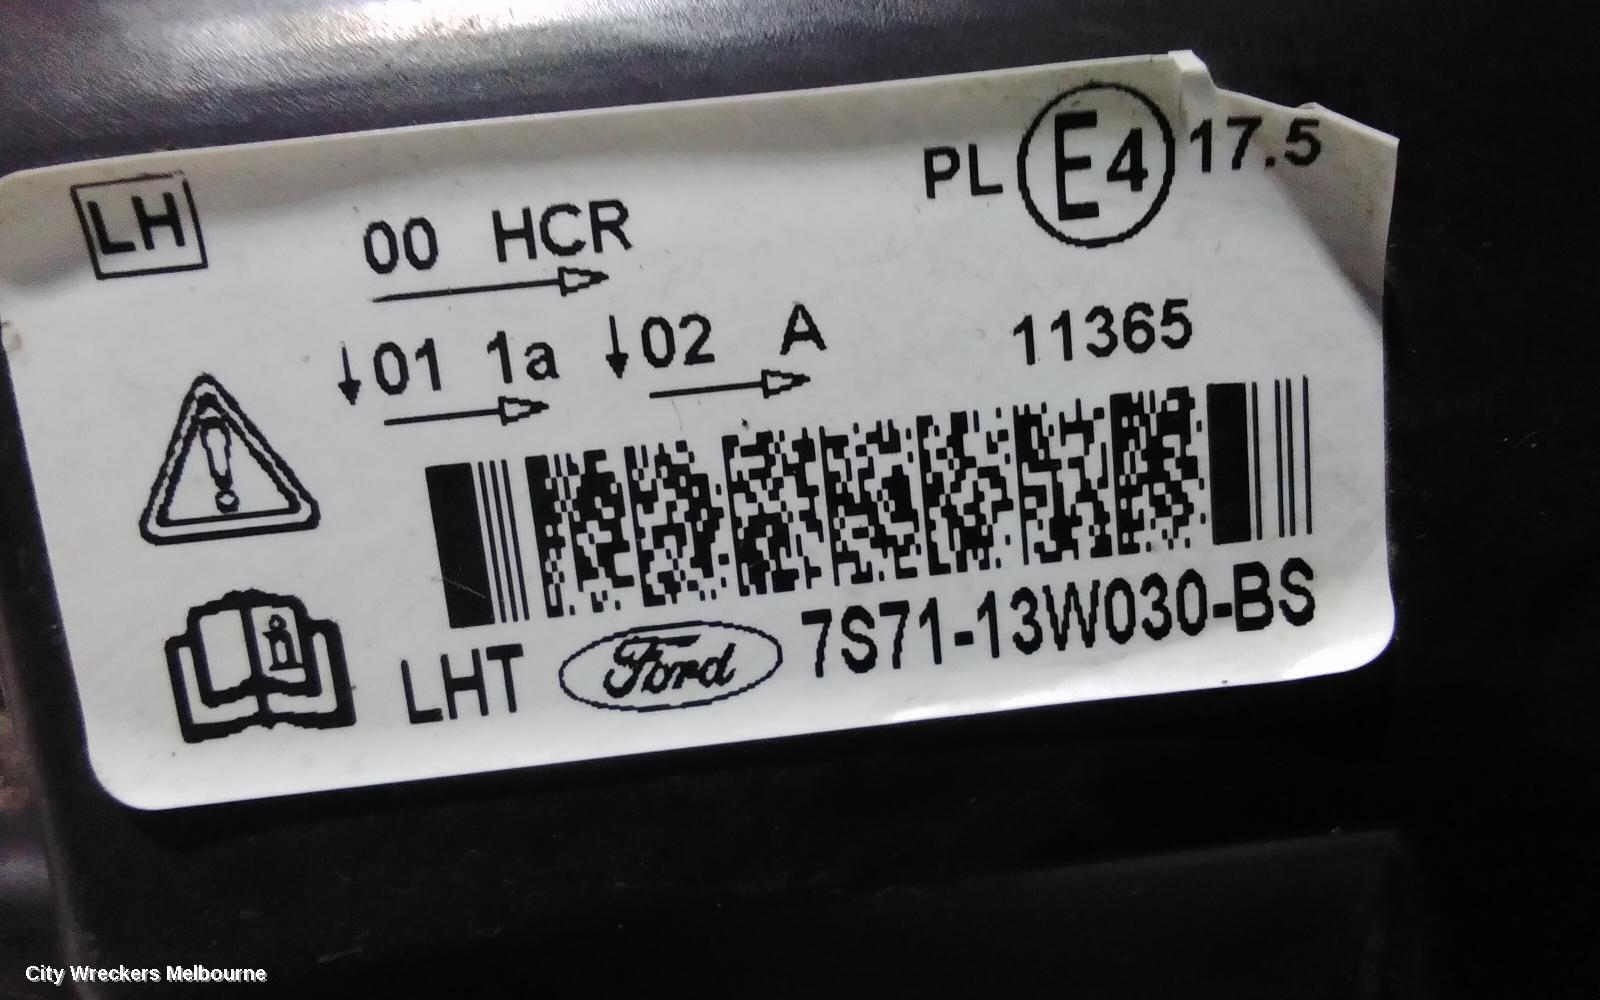 LH
00 HCR
PL E4 17.5
↓01 1a ↓02 A
11365
LHT Ford 7S71-13W030-BS
City Wreckers Melbourne